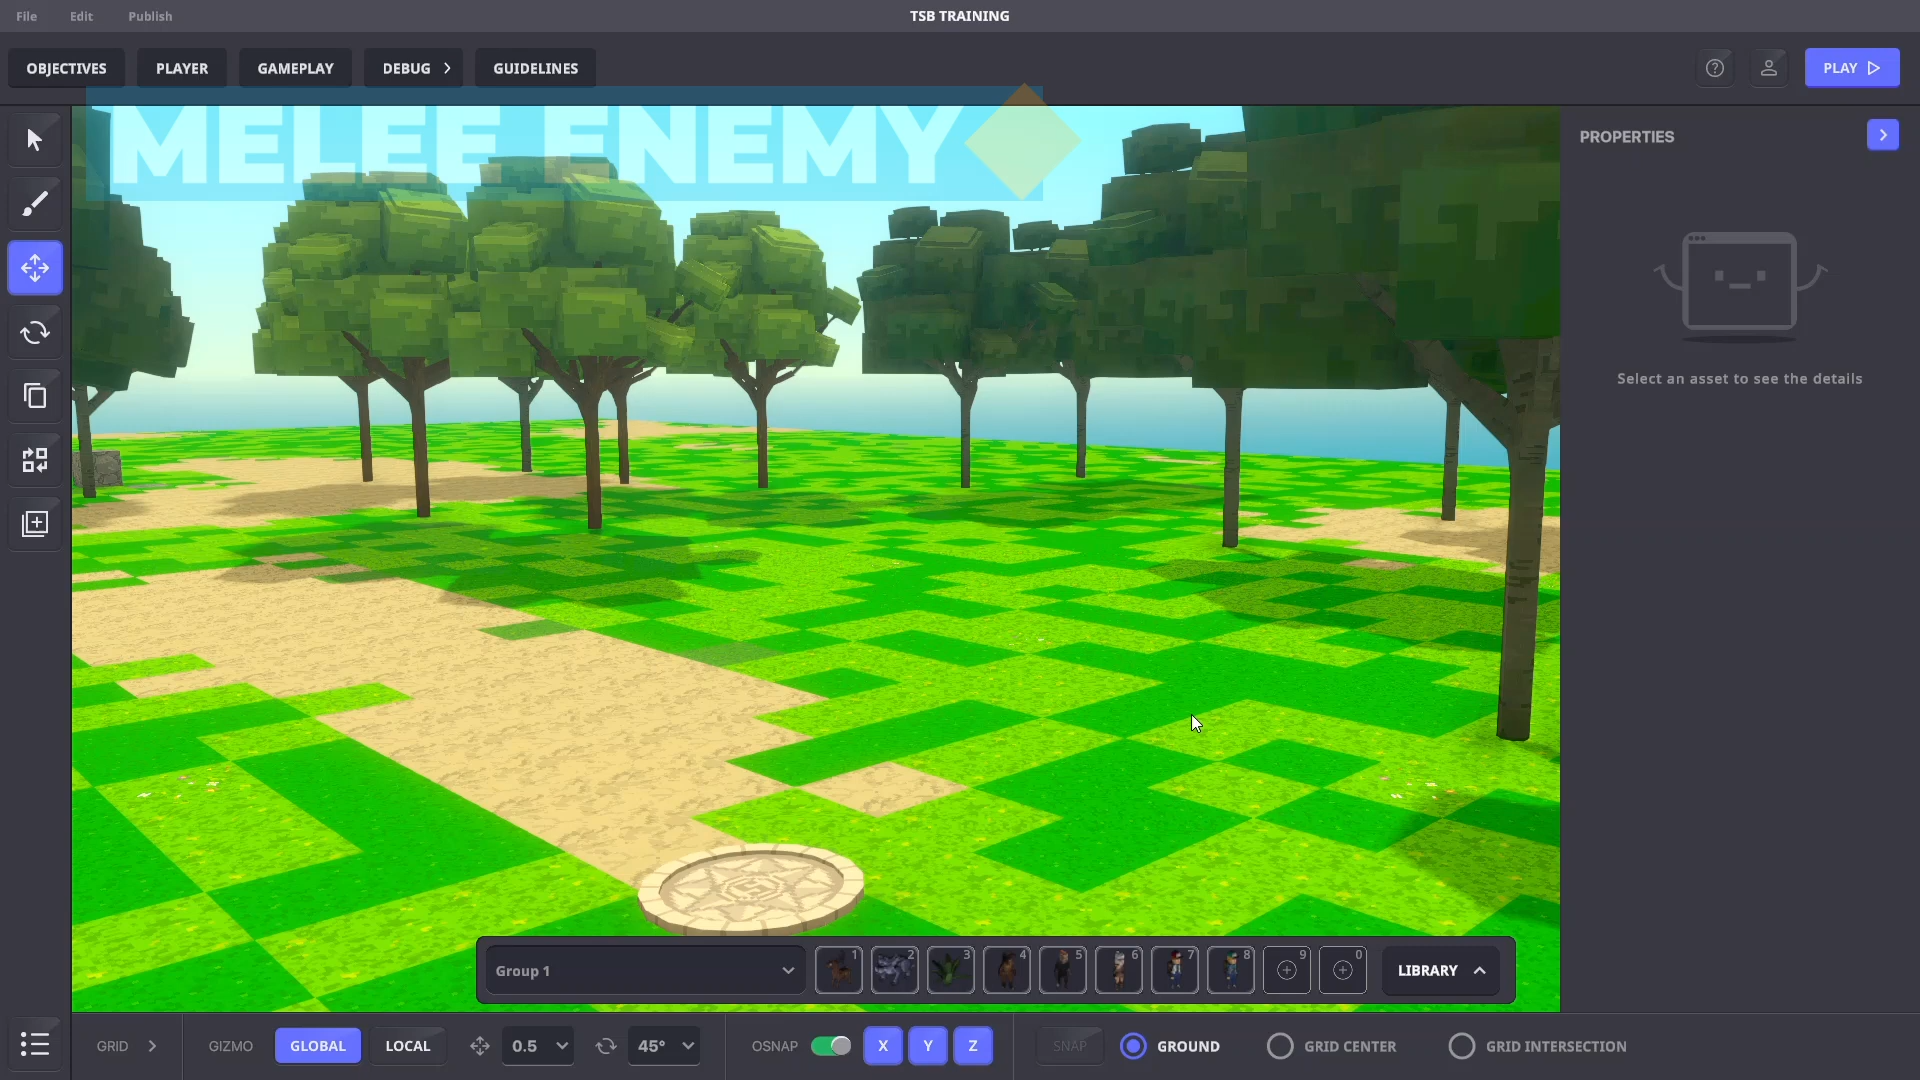 File Edit Publish TSB TRAINING
OBJECTIVES PLAYER GAMEPLAY DEBUG GUIDELINES PLAY
MELEE ENEMY
PROPERTIES
Select an asset to see the details
Group 1 1 2 3 4 5 6 7 8 9 0 LIBRARY
GRID GIZMO GLOBAL LOCAL 0.5 45° OSNAP X Y Z SNAP GROUND GRID CENTER GRID INTERSECTION